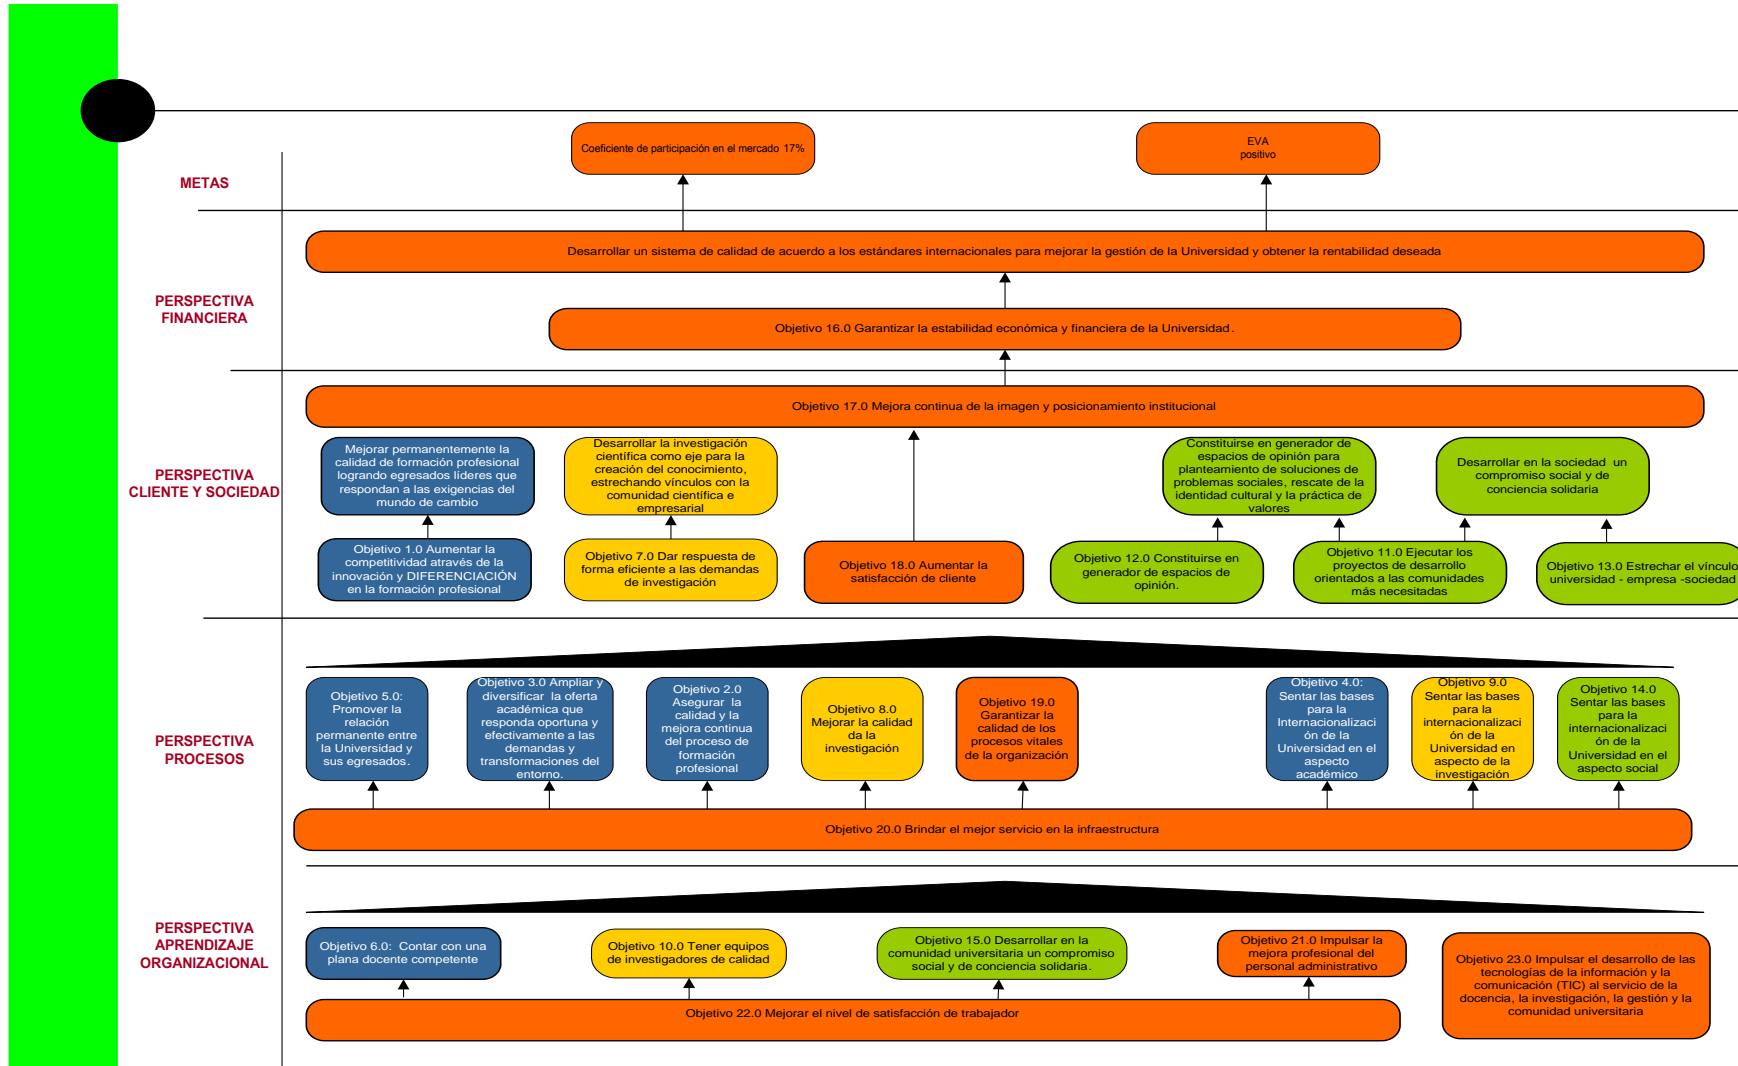 Coeficiente de participación en el mercado 17%
EVA
positivo
METAS
Desarrollar un sistema de calidad de acuerdo a los estándares internacionales para mejorar la gestión de la Universidad y obtener la rentabilidad deseada
PERSPECTIVA
FINANCIERA
Objetivo 16.0 Garantizar la estabilidad económica y financiera de la Universidad.
Objetivo 17.0 Mejora continua de la imagen y posicionamiento institucional
PERSPECTIVA
CLIENTE Y SOCIEDAD
Mejorar permanentemente la
calidad de formación profesional
logrando egresados líderes que
respondan a las exigencias del
mundo de cambio
Desarrollar la investigación
científica como eje para la
creación del conocimiento,
estrechando vínculos con la
comunidad científica e
empresarial
Constituirse en generador de
espacios de opinión para
planteamiento de soluciones de
problemas sociales, rescate de la
identidad cultural y la práctica de
valores
Desarrollar en la sociedad un
compromiso social y de
conciencia solidaria
Objetivo 1.0 Aumentar la
competitividad através de la
innovación y DIFERENCIACIÓN
en la formación profesional
Objetivo 7.0 Dar respuesta de
forma eficiente a las demandas
de investigación
Objetivo 18.0 Aumentar la
satisfacción de cliente
Objetivo 12.0 Constituirse en
generador de espacios de
opinión.
Objetivo 11.0 Ejecutar los
proyectos de desarrollo
orientados a las comunidades
más necesitadas
Objetivo 13.0 Estrechar el vínculo
universidad - empresa -sociedad
PERSPECTIVA
PROCESOS
Objetivo 5.0:
Promover la
relación
permanente entre
la Universidad y
sus egresados.
Objetivo 3.0 Ampliar y
diversificar la oferta
académica que
responda oportuna y
efectivamente a las
demandas y
transformaciones del
entorno.
Objetivo 2.0
Asegurar la
calidad y la
mejora continua
del proceso de
formación
profesional
Objetivo 8.0
Mejorar la calidad
da la
investigación
Objetivo 19.0
Garantizar la
calidad de los
procesos vitales
de la organización
Objetivo 4.0:
Sentar las bases
para la
Internacionalizaci
ón de la
Universidad en el
aspecto
académico
Objetivo 9.0
Sentar las bases
para la
internacionalizaci
ón de la
Universidad en
aspecto de la
investigación
Objetivo 14.0
Sentar las bases
para la
internacionalizaci
ón de la
Universidad en el
aspecto social
Objetivo 20.0 Brindar el mejor servicio en la infraestructura
PERSPECTIVA
APRENDIZAJE
ORGANIZACIONAL
Objetivo 6.0: Contar con una
plana docente competente
Objetivo 10.0 Tener equipos
de investigadores de calidad
Objetivo 15.0 Desarrollar en la
comunidad universitaria un compromiso
social y de conciencia solidaria.
Objetivo 21.0 Impulsar la
mejora profesional del
personal administrativo
Objetivo 23.0 Impulsar el desarrollo de las
tecnologías de la información y la
comunicación (TIC) al servicio de la
docencia, la investigación, la gestión y la
comunidad universitaria
Objetivo 22.0 Mejorar el nivel de satisfacción de trabajador